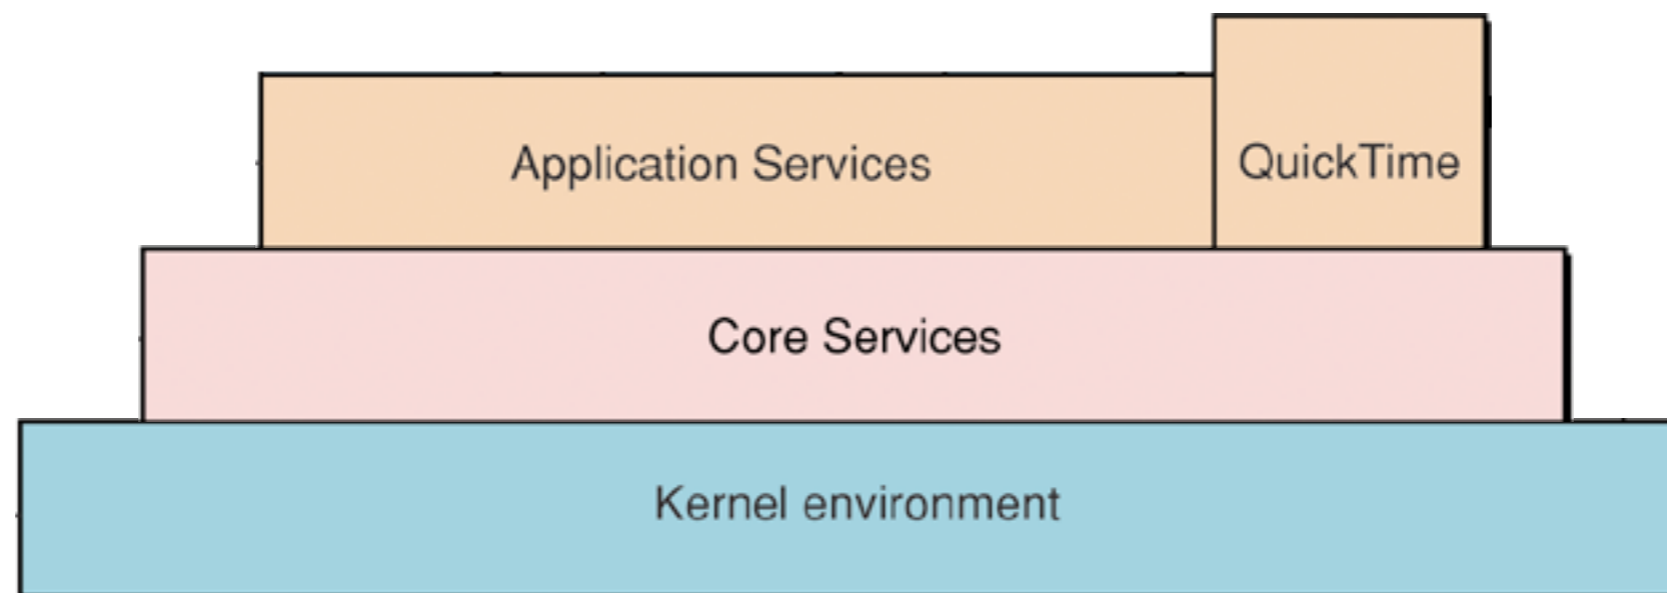 Application Services
QuickTime
Core Services
Kernel environment